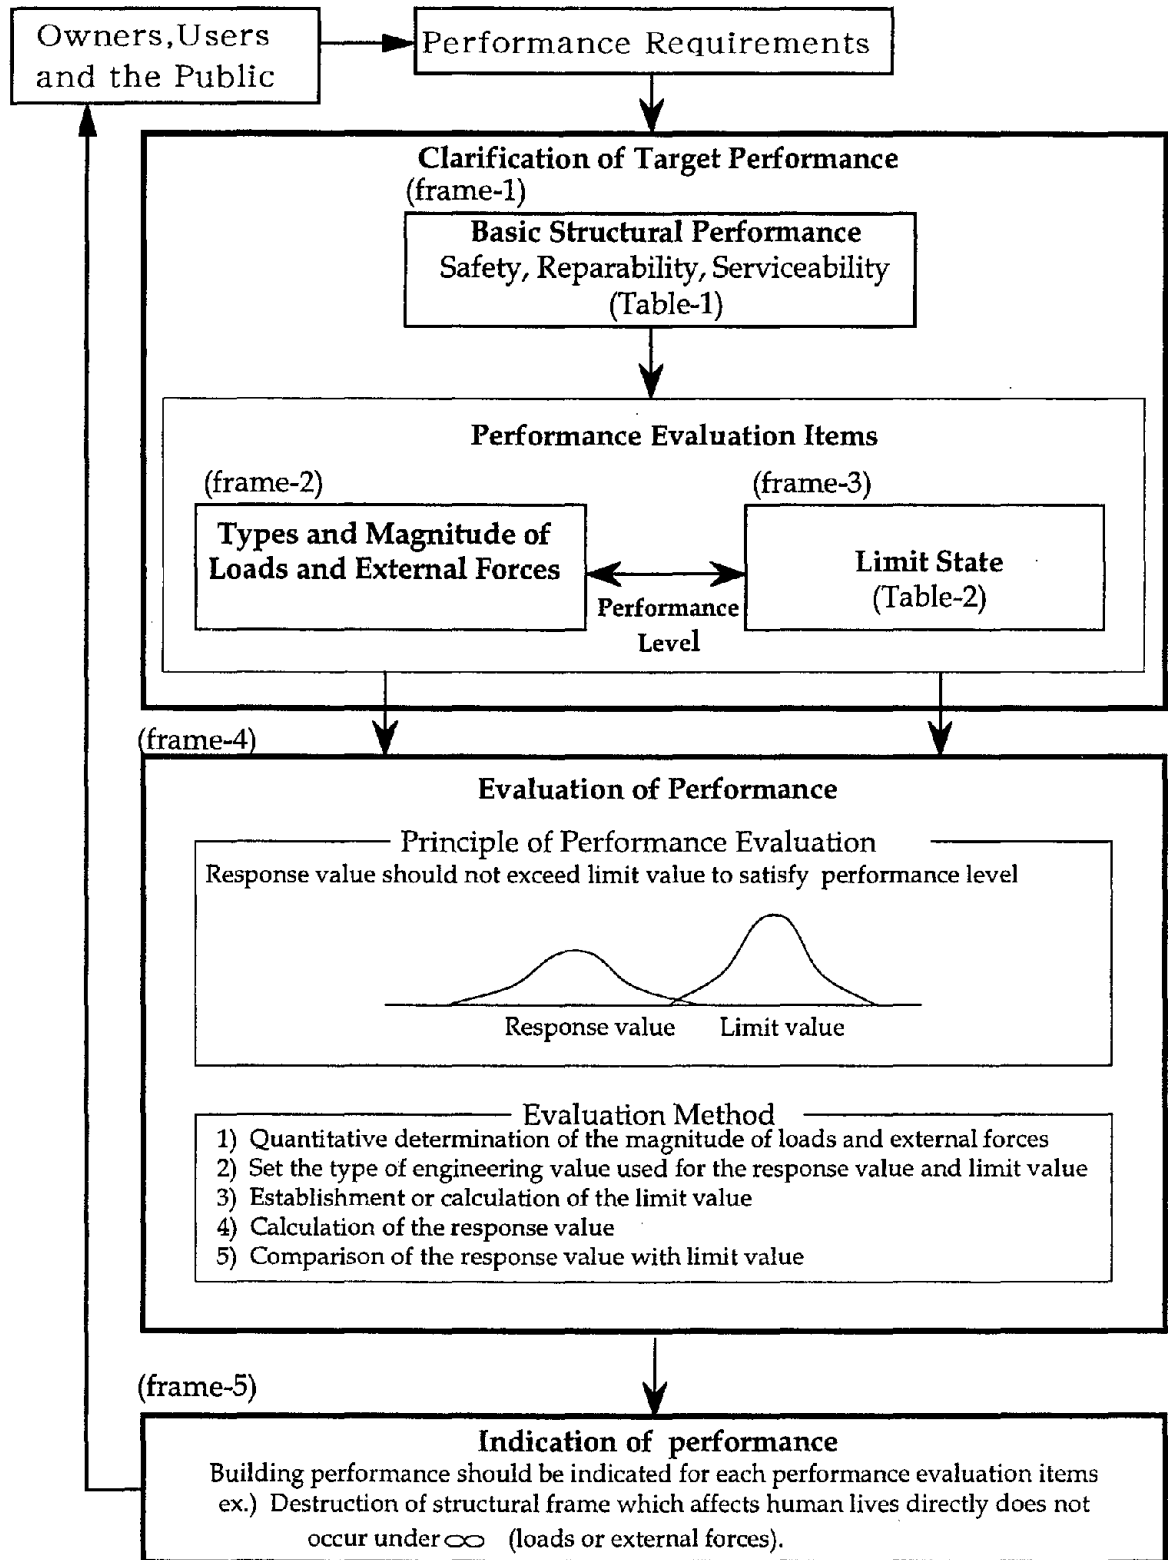 Owners,Users
and the Public
Performance Requirements
Clarification of Target Performance
(frame-1)
Basic Structural Performance
Safety, Reparability, Serviceability
(Table-1)
Performance Evaluation Items
(frame-2)
Types and Magnitude of
Loads and External Forces
(frame-3)
Limit State
(Table-2)
Performance
Level
(frame-4)
Evaluation of Performance
Principle of Performance Evaluation
Response value should not exceed limit value to satisfy performance level
Response value
Limit value
Evaluation Method
1) Quantitative determination of the magnitude of loads and external forces
2) Set the type of engineering value used for the response value and limit value
3) Establishment or calculation of the limit value
4) Calculation of the response value
5) Comparison of the response value with limit value
(frame-5)
Indication of performance
Building performance should be indicated for each performance evaluation items
ex.) Destruction of structural frame which affects human lives directly does not
occur under ∞ (loads or external forces).